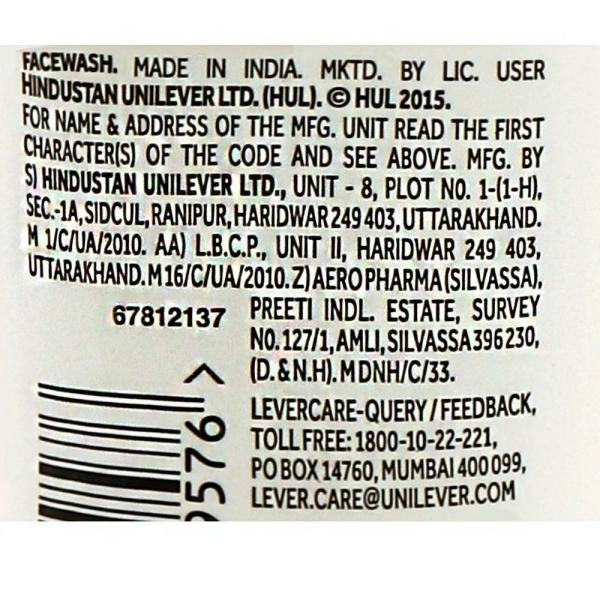 FACEWASH. MADE IN INDIA. MKTD. BY LIC. USER
HINDUSTAN UNILEVER LTD. (HUL). © HUL 2015.
FOR NAME & ADDRESS OF THE MFG. UNIT READ THE FIRST
CHARACTER(S) OF THE CODE AND SEE ABOVE. MFG. BY
S) HINDUSTAN UNILEVER LTD., UNIT - 8, PLOT NO. 1-(1-H),
SEC.-1A, SIDCUL, RANIPUR, HARIDWAR 249 403, UTTARAKHAND.
M 1/C/UA/2010. AA) L.B.C.P., UNIT II, HARIDWAR 249 403,
UTTARAKHAND. M 16/C/UA/2010. Z) AERO PHARMA (SILVASSA),
PREETI INDL. ESTATE, SURVEY
NO. 127/1, AMLI, SILVASSA 396 230,
(D. & N.H). M DNH/C/33.
LEVERCARE-QUERY / FEEDBACK,
TOLL FREE: 1800-10-22-221,
PO BOX 14760, MUMBAI 400 099,
LEVER.CARE@UNILEVER.COM
67812137
9576 >